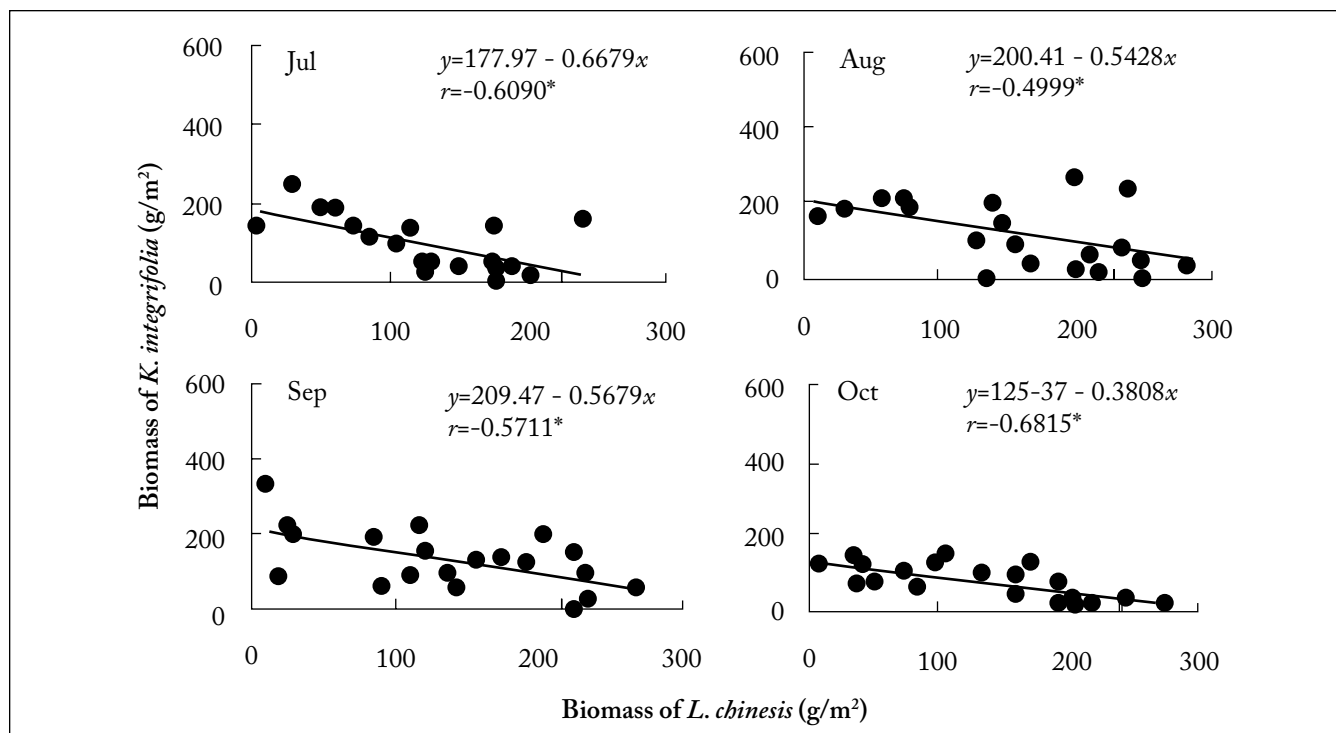 Biomass of K. integrifolia (g/m²)
Jul
y=177.97 - 0.6679x
r=-0.6090*
600
400
200
0
0 100 200 300
Aug
y=200.41 - 0.5428x
r=-0.4999*
600
400
200
0
0 100 200 300
Sep
y=209.47 - 0.5679x
r=-0.5711*
600
400
200
0
0 100 200 300
Oct
y=125-37 - 0.3808x
r=-0.6815*
600
400
200
0
0 100 200 300
Biomass of L. chinesis (g/m²)